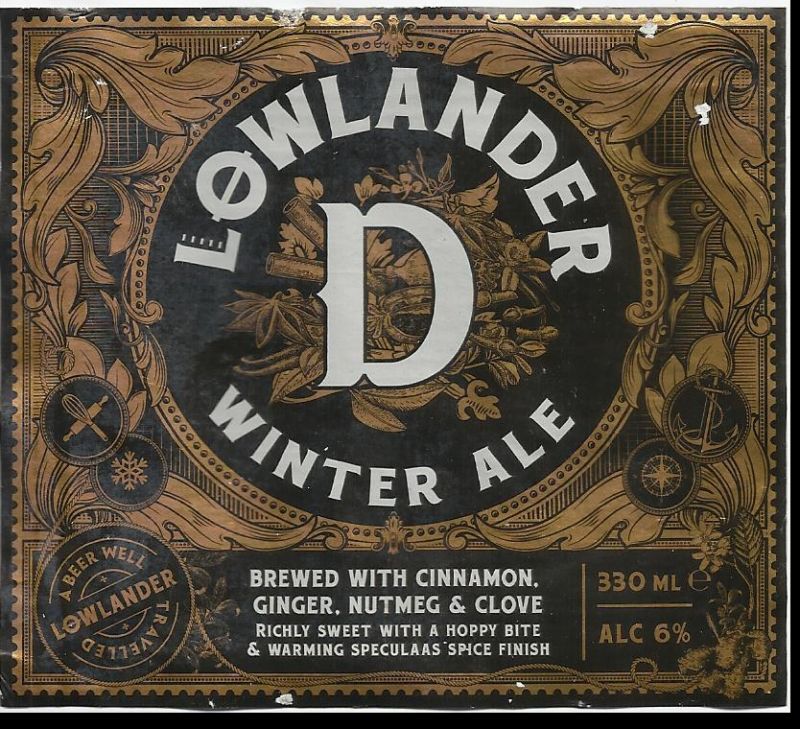 LØWLANDER
D
WINTER ALE
A BEER WELL
LØWLANDER
TRAVELLED
BREWED WITH CINNAMON,
GINGER, NUTMEG & CLOVE
RICHLY SWEET WITH A HOPPY BITE
& WARMING SPECULAAS SPICE FINISH
330 ML ℮
ALC 6%